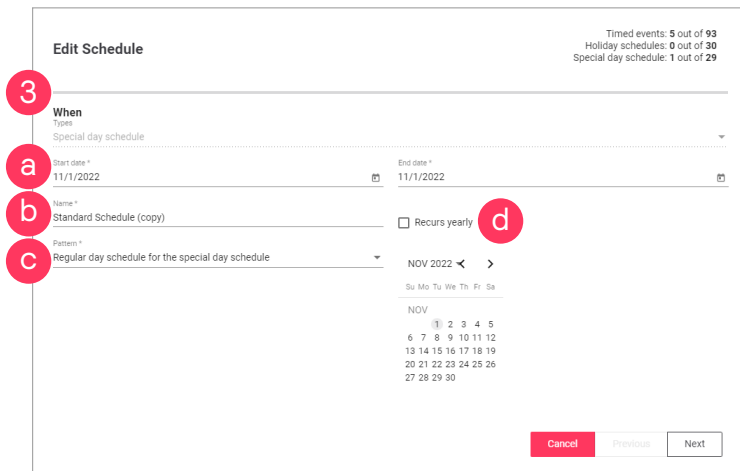 Edit Schedule
Timed events: 5 out of 93
Holiday schedules: 0 out of 30
Special day schedule: 1 out of 29
3
When
Types
Special day schedule
a
Start date *
11/1/2022
End date *
11/1/2022
b
Name *
Standard Schedule (copy)
Recurs yearly
d
c
Pattern *
Regular day schedule for the special day schedule
NOV 2022
Su Mo Tu We Th Fr Sa
NOV
1 2 3 4 5
6 7 8 9 10 11 12
13 14 15 16 17 18 19
20 21 22 23 24 25 26
27 28 29 30
Cancel Previous Next